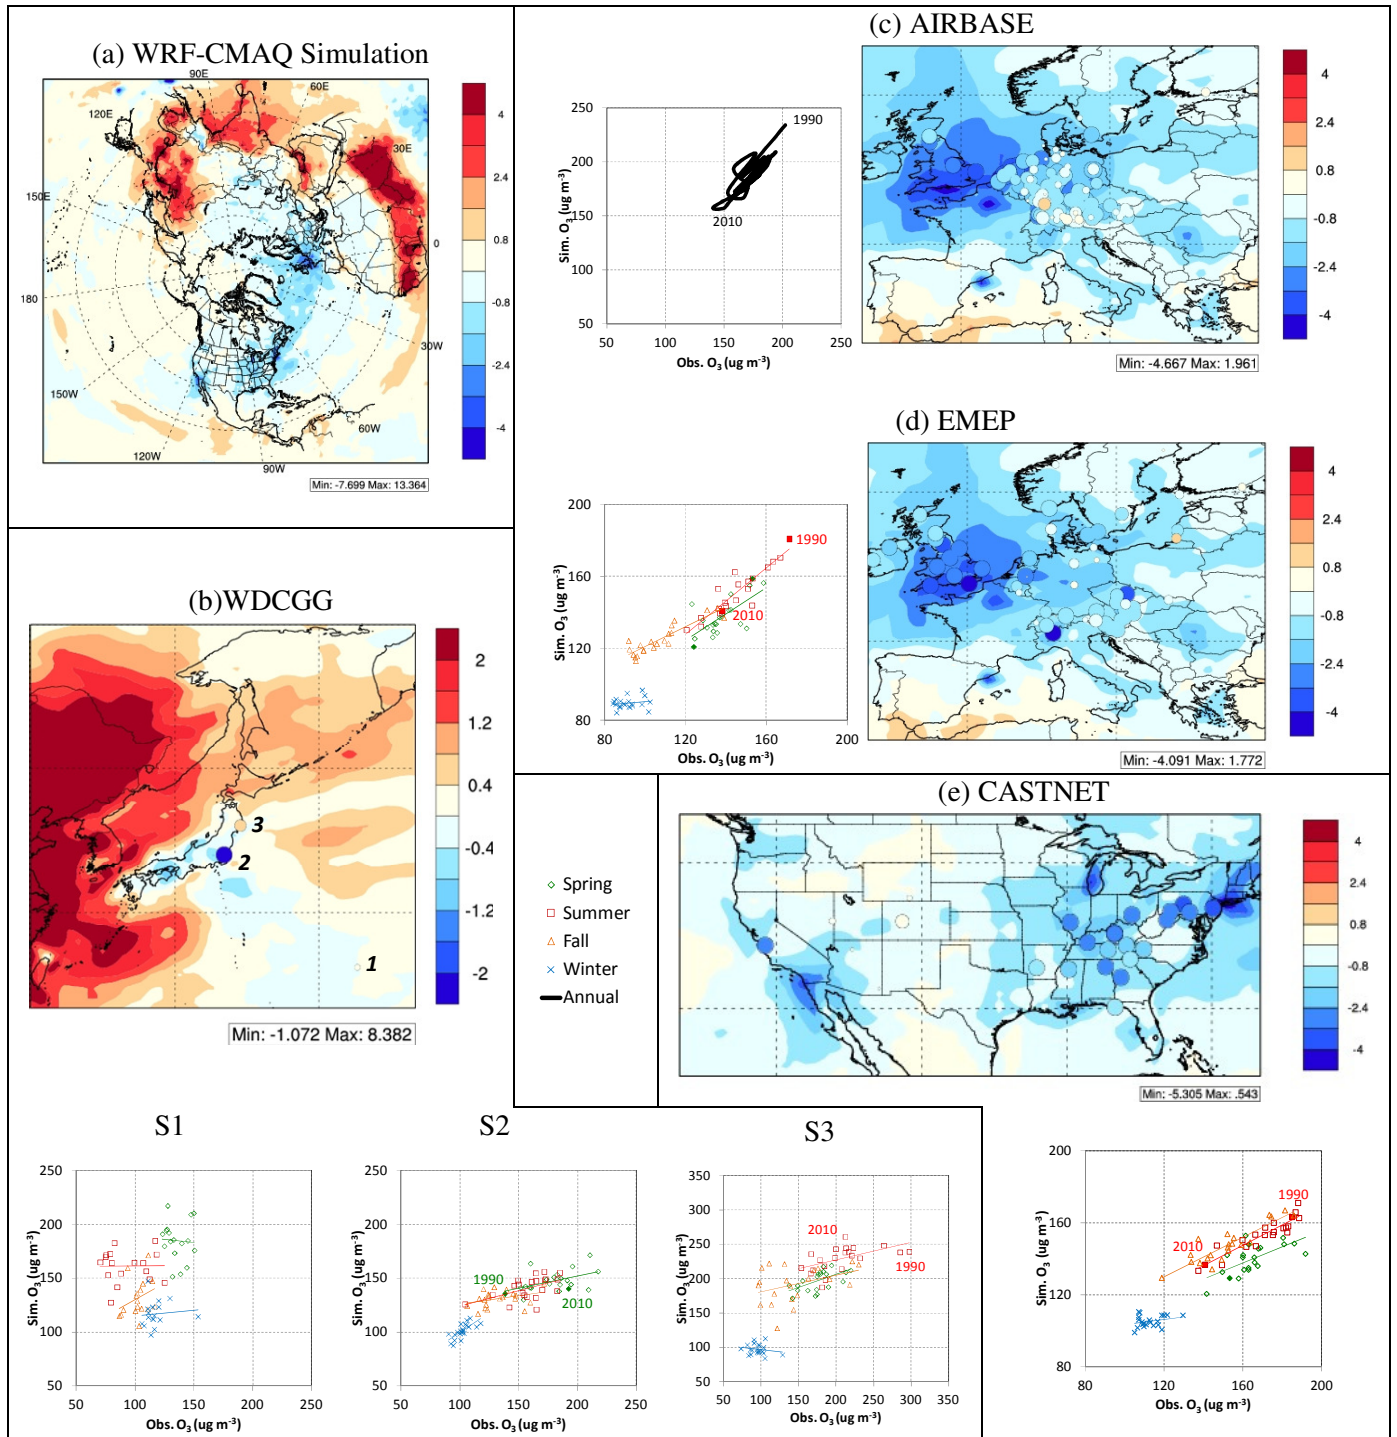 (a) WRF-CMAQ Simulation
90E
60E
120E
30E
150E
0
180
30W
150W
60W
120W
90W
4
2.4
0.8
-0.8
-2.4
-4
Min: -7.699 Max: 13.364
(c) AIRBASE
250
200
150
100
50
Sim. O3 (ug m-3)
1990
2010
50 100 150 200 250
Obs. O3 (ug m-3)
4
2.4
0.8
-0.8
-2.4
-4
Min: -4.667 Max: 1.961
(d) EMEP
200
160
120
80
Sim. O3 (ug m-3)
1990
2010
80 120 160 200
Obs. O3 (ug m-3)
4
2.4
0.8
-0.8
-2.4
-4
Min: -4.091 Max: 1.772
(b)WDCGG
3
2
1
2
1.2
0.4
-0.4
-1.2
-2
Min: -1.072 Max: 8.382
Spring
Summer
Fall
Winter
Annual
(e) CASTNET
4
2.4
0.8
-0.8
-2.4
-4
Min: -5.305 Max: .543
S1
250
200
150
100
50
Sim. O3 (ug m-3)
50 100 150 200 250
Obs. O3 (ug m-3)
S2
250
200
150
100
50
Sim. O3 (ug m-3)
1990
2010
50 100 150 200 250
Obs. O3 (ug m-3)
S3
350
300
250
200
150
100
50
Sim. O3 (ug m-3)
2010
1990
50 100 150 200 250 300 350
Obs. O3 (ug m-3)
200
160
120
80
Sim. O3 (ug m-3)
1990
2010
80 120 160 200
Obs. O3 (ug m-3)